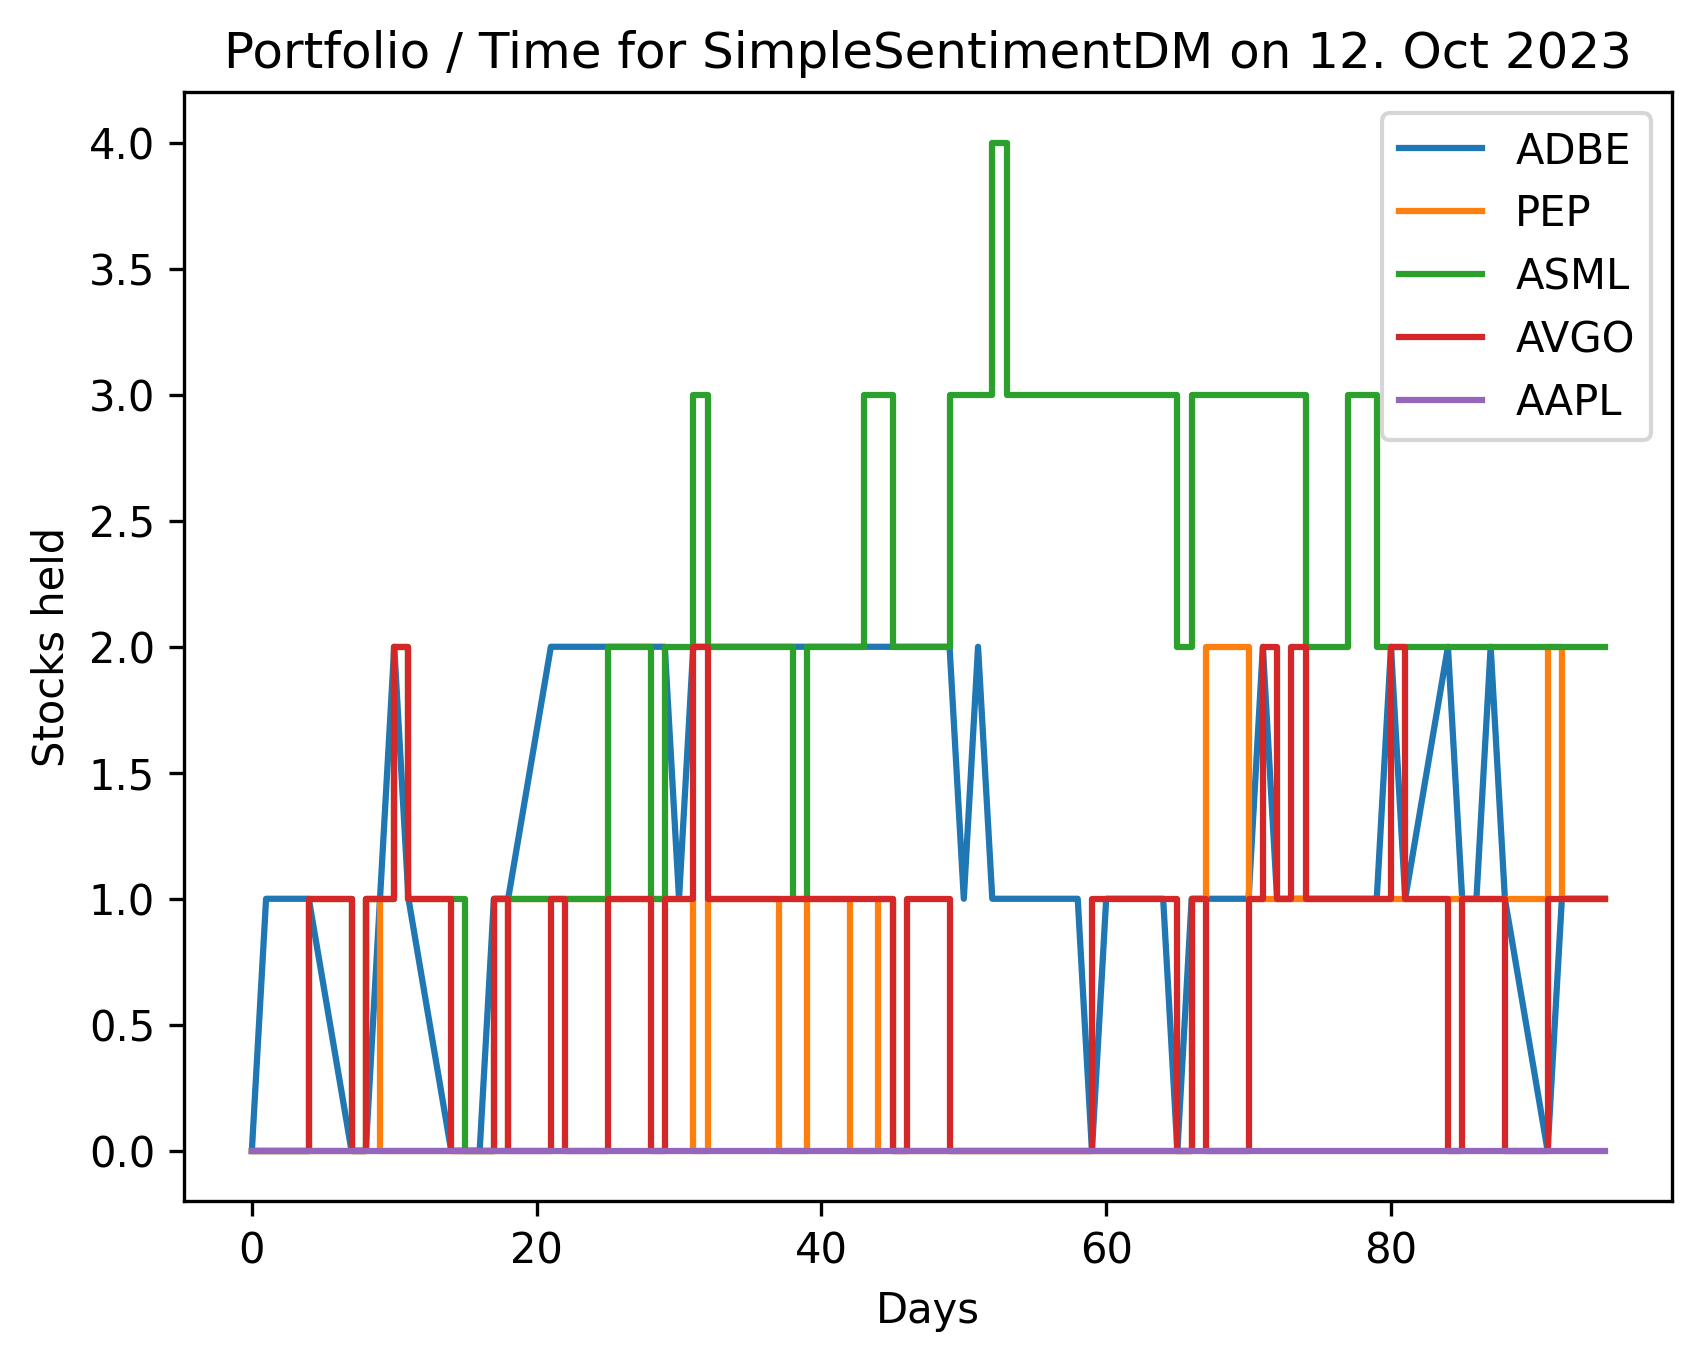 Portfolio / Time for SimpleSentimentDM on 12. Oct 2023
4.0
3.5
3.0
2.5
2.0
1.5
1.0
0.5
0.0
Stocks held
ADBE
PEP
ASML
AVGO
AAPL
0
20
40
60
80
Days